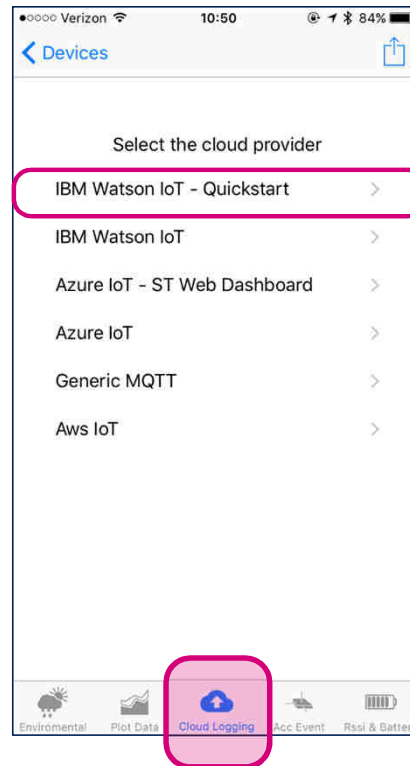 Verizon 10:50 84%
Devices
Select the cloud provider
IBM Watson IoT - Quickstart
IBM Watson IoT
Azure IoT - ST Web Dashboard
Azure IoT
Generic MQTT
Aws IoT
Enviromental Plot Data Cloud Logging Acc Event Rssi & Batter